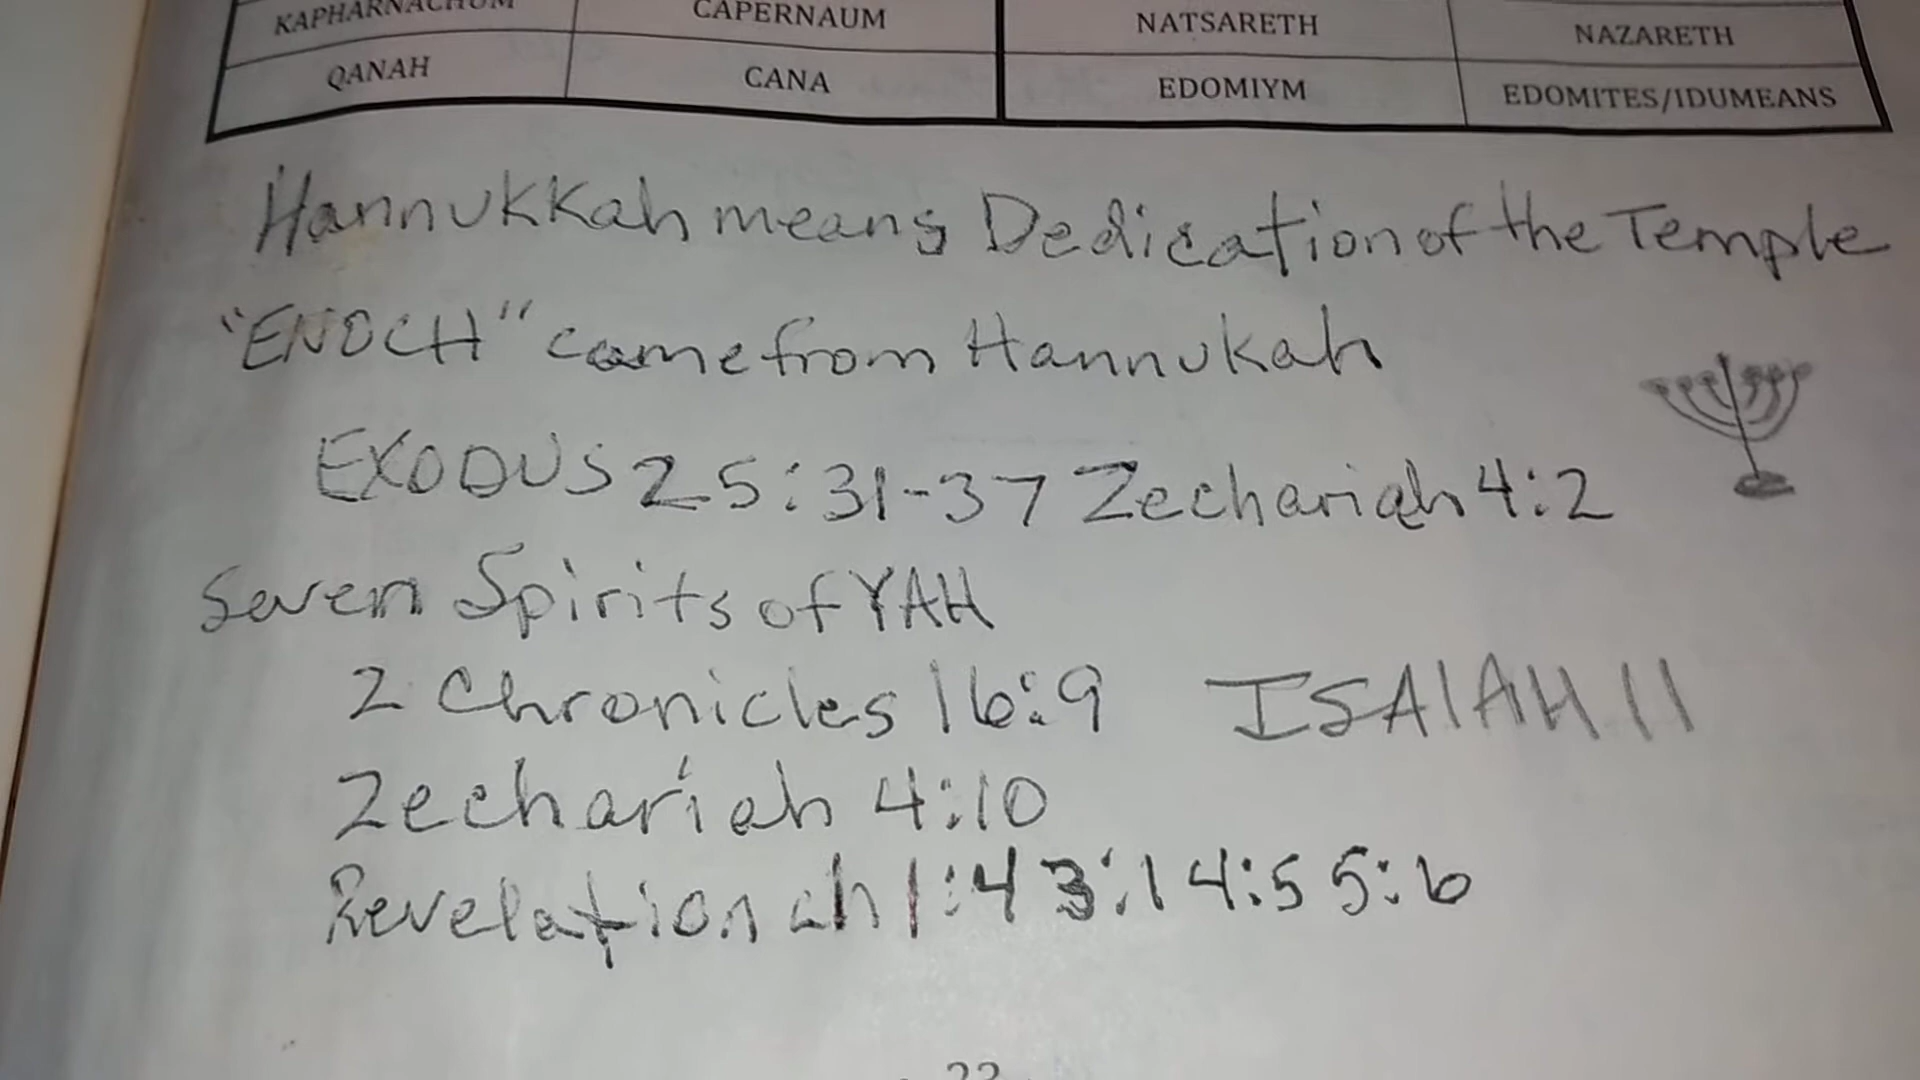 KAPHARNACHUM CAPERNAUM NATSARETH NAZARETH
QANAH CANA EDOMIYM EDOMITES/IDUMEANS
Hannukkah means Dedication of the Temple
"ENOCH" came from Hannukah
EXODUS 25:31-37 Zechariah 4:2
Seven Spirits of YAH
2 Chronicles 16:9 ISAIAH 11
Zechariah 4:10
Revelation ch 1:4 3:1 4:5 5:6